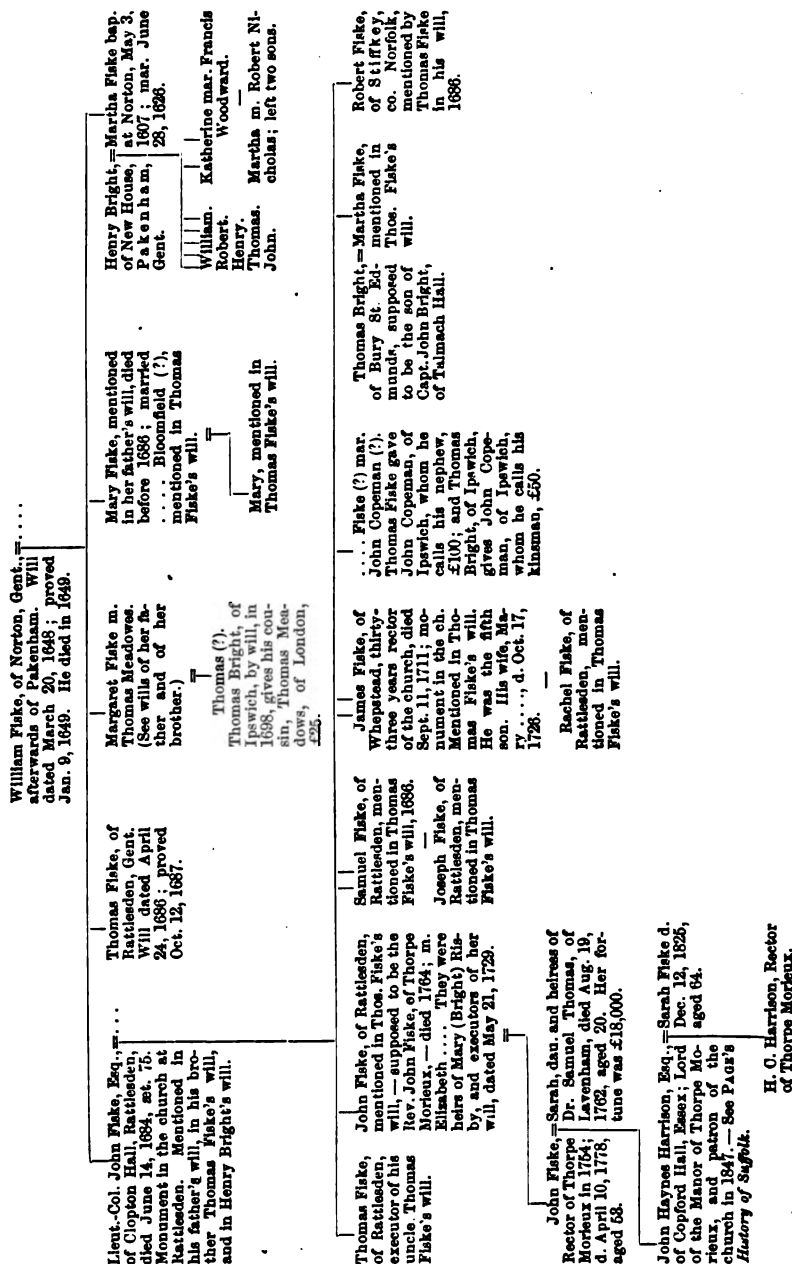 William Fiske, of Norton, Gent.,=....
afterwards of Pakenham. Will
dated March 20, 1648; proved
Jan. 9, 1649. He died in 1649.
Lieut.-Col. John Fiske, Esq.,=....
of Clopton Hall, Rattlesden,
died June 14, 1684, æt. 75.
Monument in the church at
Rattlesden. Mentioned in
his father's will, in his bro-
ther Thomas Fiske's will,
and in Henry Bright's will.
Thomas Fiske, of
Rattlesden, Gent.
Will dated April
24, 1686; proved
Oct. 12, 1687.
Margaret Fiske m.
Thomas Meadowes.
(See wills of her fa-
ther and of her
brother.)
Thomas (?).
Thomas Bright, of
Ipswich, by will, in
1698, gives his cou-
sin, Thomas Mea-
dows, of London,
£25.
Mary Fiske, mentioned
in her father's will, died
before 1686; married
.... Bloomfield (?),
mentioned in Thomas
Fiske's will.
Mary, mentioned in
Thomas Fiske's will.
Henry Bright,=Martha Fiske bap.
of New House, at Norton, May 3,
Pakenham, 1607; mar. June
Gent. 28, 1626.
William.
Robert.
Henry.
Thomas.
John.
Katherine mar. Francis
Woodward.
Martha m. Robert Ni-
cholas; left two sons.
Thomas Fiske,
of Rattlesden,
executor of his
uncle Thomas
Fiske's will.
John Fiske, of Rattlesden,
mentioned in Thos. Fiske's
will, — supposed to be the
Rev. John Fiske, of Thorpe
Morieux, — died 1764; m.
Elizabeth .... They were
heirs of Mary (Bright) Ris-
by, and executors of her
will, dated May 21, 1729.
Samuel Fiske, of
Rattlesden, men-
tioned in Thomas
Fiske's will, 1686.
Joseph Fiske, of
Rattlesden, men-
tioned in Thomas
Fiske's will.
James Fiske, of
Whepstead, thirty-
three years rector
of the church, died
Sept. 11, 1711; mo-
nument in the ch.
Mentioned in Tho-
mas Fiske's will.
He was the fifth
son. His wife, Ma-
ry ...., d. Oct. 17,
1726.
Rachel Fiske, of
Rattlesden, men-
tioned in Thomas
Fiske's will.
.... Fiske (?) mar.
John Copeman (?).
Thomas Fiske gave
John Copeman, of
Ipswich, whom he
calls his nephew,
£100; and Thomas
Bright, of Ipswich,
gives John Cope-
man, of Ipswich,
whom he calls his
kinsman, £50.
Thomas Bright,=Martha Fiske,
of Bury St. Ed- mentioned in
munds, supposed Thos. Fiske's
to be the son of will.
Capt. John Bright,
of Talmach Hall.
Robert Fiske,
of Stiffkey,
co. Norfolk,
mentioned by
Thomas Fiske
in his will,
1686.
John Fiske,=Sarah, dau. and heiress of
Rector of Thorpe Dr. Samuel Thomas, of
Morieux in 1754; Lavenham, died Aug. 19,
d. April 10, 1778, 1762, aged 20. Her for-
aged 58. tune was £18,000.
John Haynes Harrison, Esq.,=Sarah Fiske d.
of Copford Hall, Essex; Lord Dec. 12, 1825,
of the Manor of Thorpe Mo- aged 64.
rieux, and patron of the
church in 1847.—See PAGE'S
History of Suffolk.
H. O. Harrison, Rector
of Thorpe Morieux.